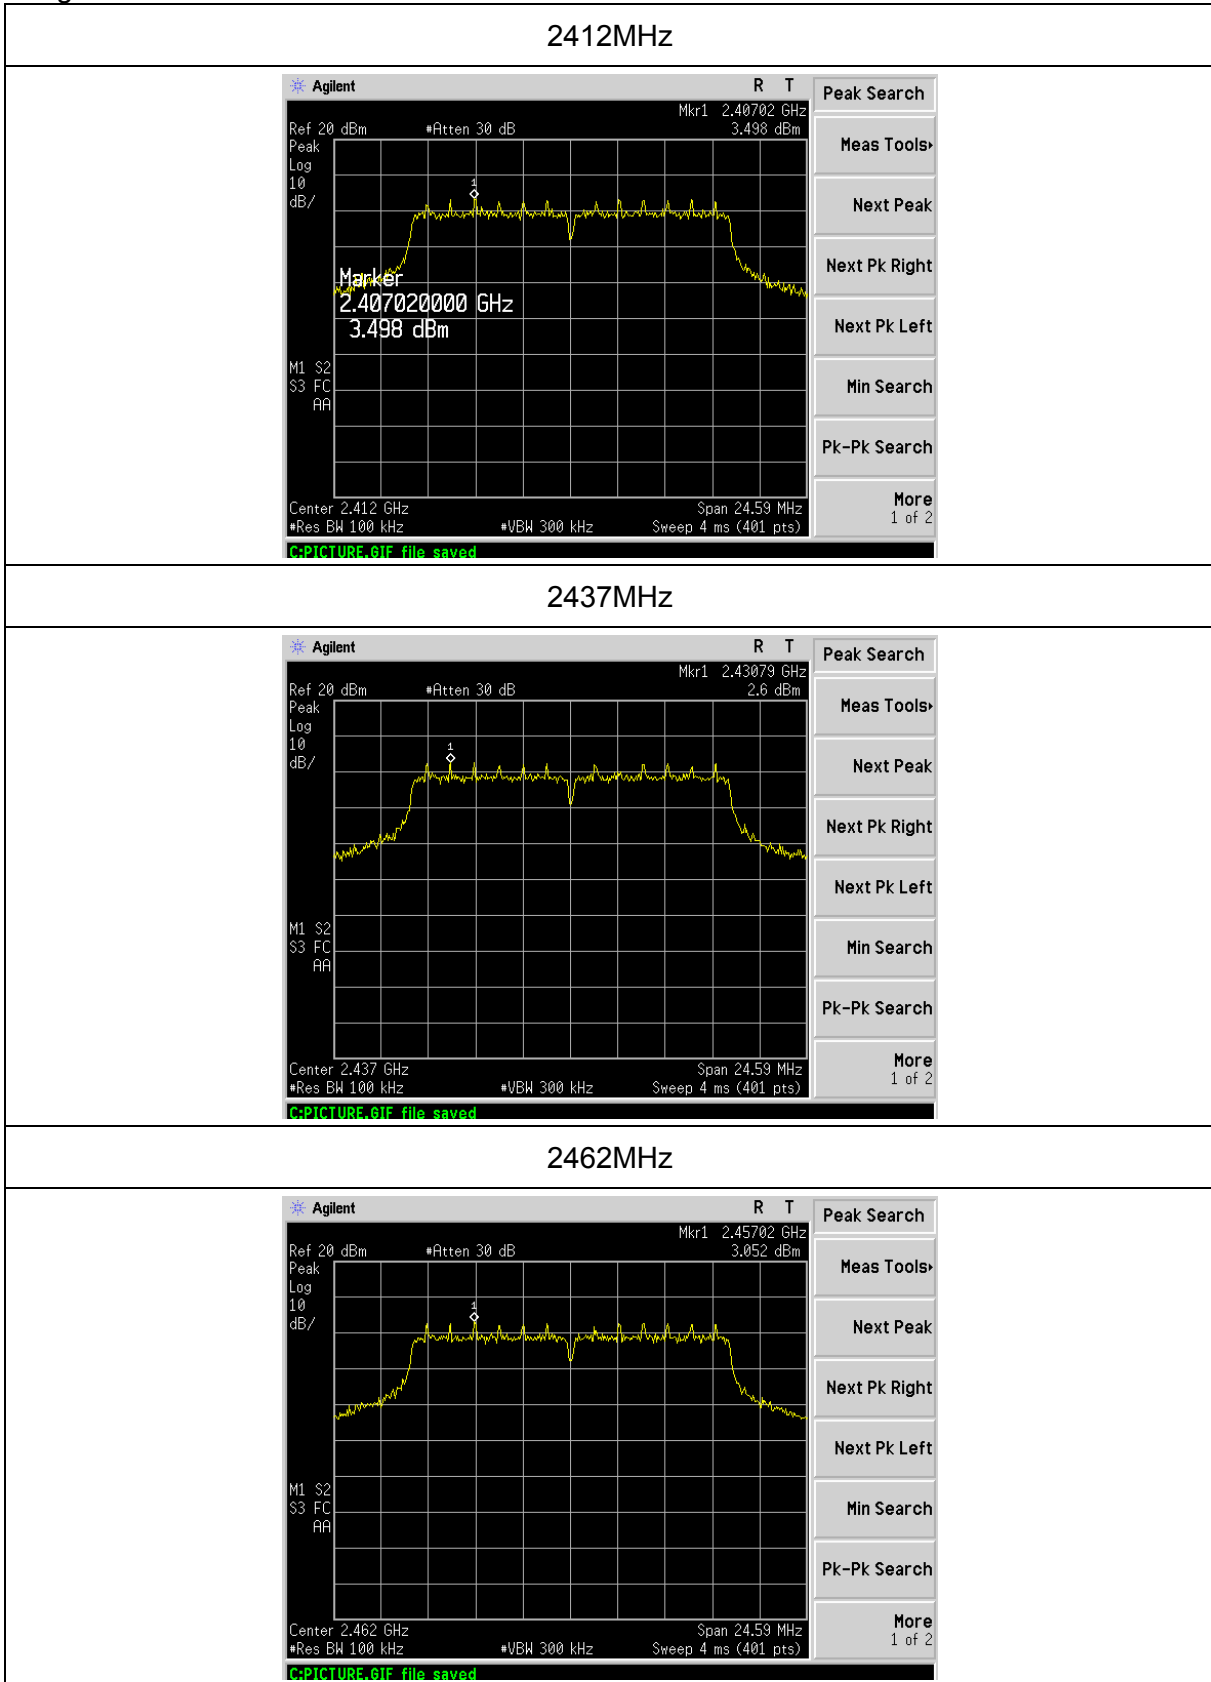 2412MHz
Agilent R T
Peak Search
Mkr1 2.40702 GHz
Ref 20 dBm #Atten 30 dB 3.498 dBm
Peak
Log
10
dB/
1
Marker
2.407020000 GHz
3.498 dBm
M1 S2
S3 FC
AA
Center 2.412 GHz Span 24.59 MHz
#Res BW 100 kHz #VBW 300 kHz Sweep 4 ms (401 pts)
C:PICTURE.GIF file saved
Meas Tools
Next Peak
Next Pk Right
Next Pk Left
Min Search
Pk-Pk Search
More
1 of 2
2437MHz
Agilent R T
Peak Search
Mkr1 2.43079 GHz
Ref 20 dBm #Atten 30 dB 2.6 dBm
Peak
Log
10
dB/
1
M1 S2
S3 FC
AA
Center 2.437 GHz Span 24.59 MHz
#Res BW 100 kHz #VBW 300 kHz Sweep 4 ms (401 pts)
C:PICTURE.GIF file saved
Meas Tools
Next Peak
Next Pk Right
Next Pk Left
Min Search
Pk-Pk Search
More
1 of 2
2462MHz
Agilent R T
Peak Search
Mkr1 2.45702 GHz
Ref 20 dBm #Atten 30 dB 3.052 dBm
Peak
Log
10
dB/
1
M1 S2
S3 FC
AA
Center 2.462 GHz Span 24.59 MHz
#Res BW 100 kHz #VBW 300 kHz Sweep 4 ms (401 pts)
C:PICTURE.GIF file saved
Meas Tools
Next Peak
Next Pk Right
Next Pk Left
Min Search
Pk-Pk Search
More
1 of 2